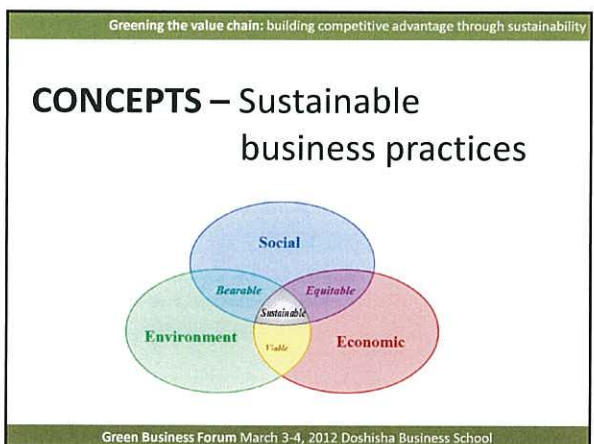 Greening the value chain: building competitive advantage through sustainability
CONCEPTS – Sustainable
business practices
Social
Bearable
Equitable
Sustainable
Environment
Viable
Economic
Green Business Forum March 3-4, 2012 Doshisha Business School